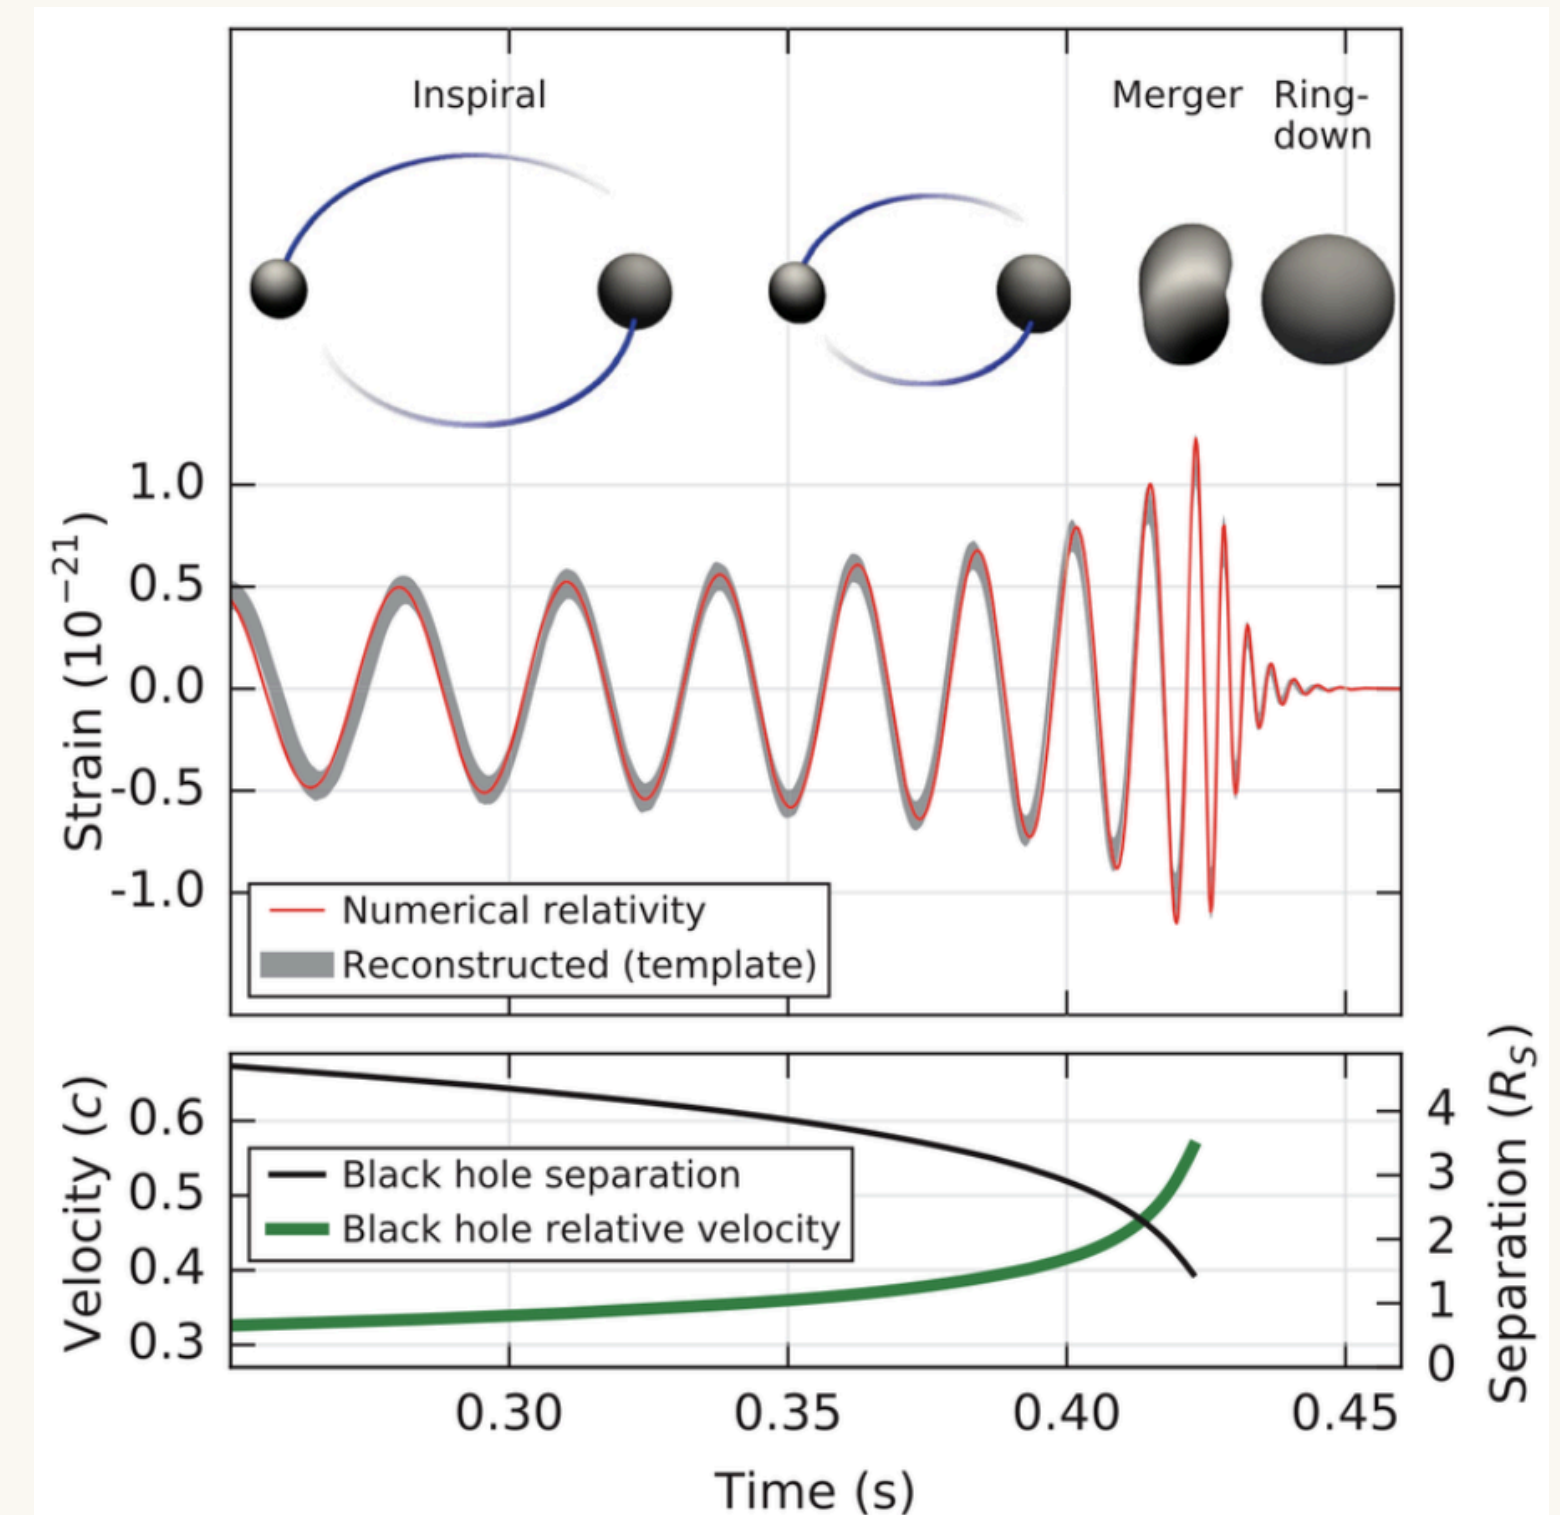 Inspiral
Merger
Ring-
down
1.0
0.5
0.0
-0.5
-1.0
Strain (10⁻²¹)
Numerical relativity
Reconstructed (template)
0.6
0.5
0.4
0.3
Velocity (c)
Black hole separation
Black hole relative velocity
4
3
2
1
0
Separation (R_S)
0.30 0.35 0.40 0.45
Time (s)